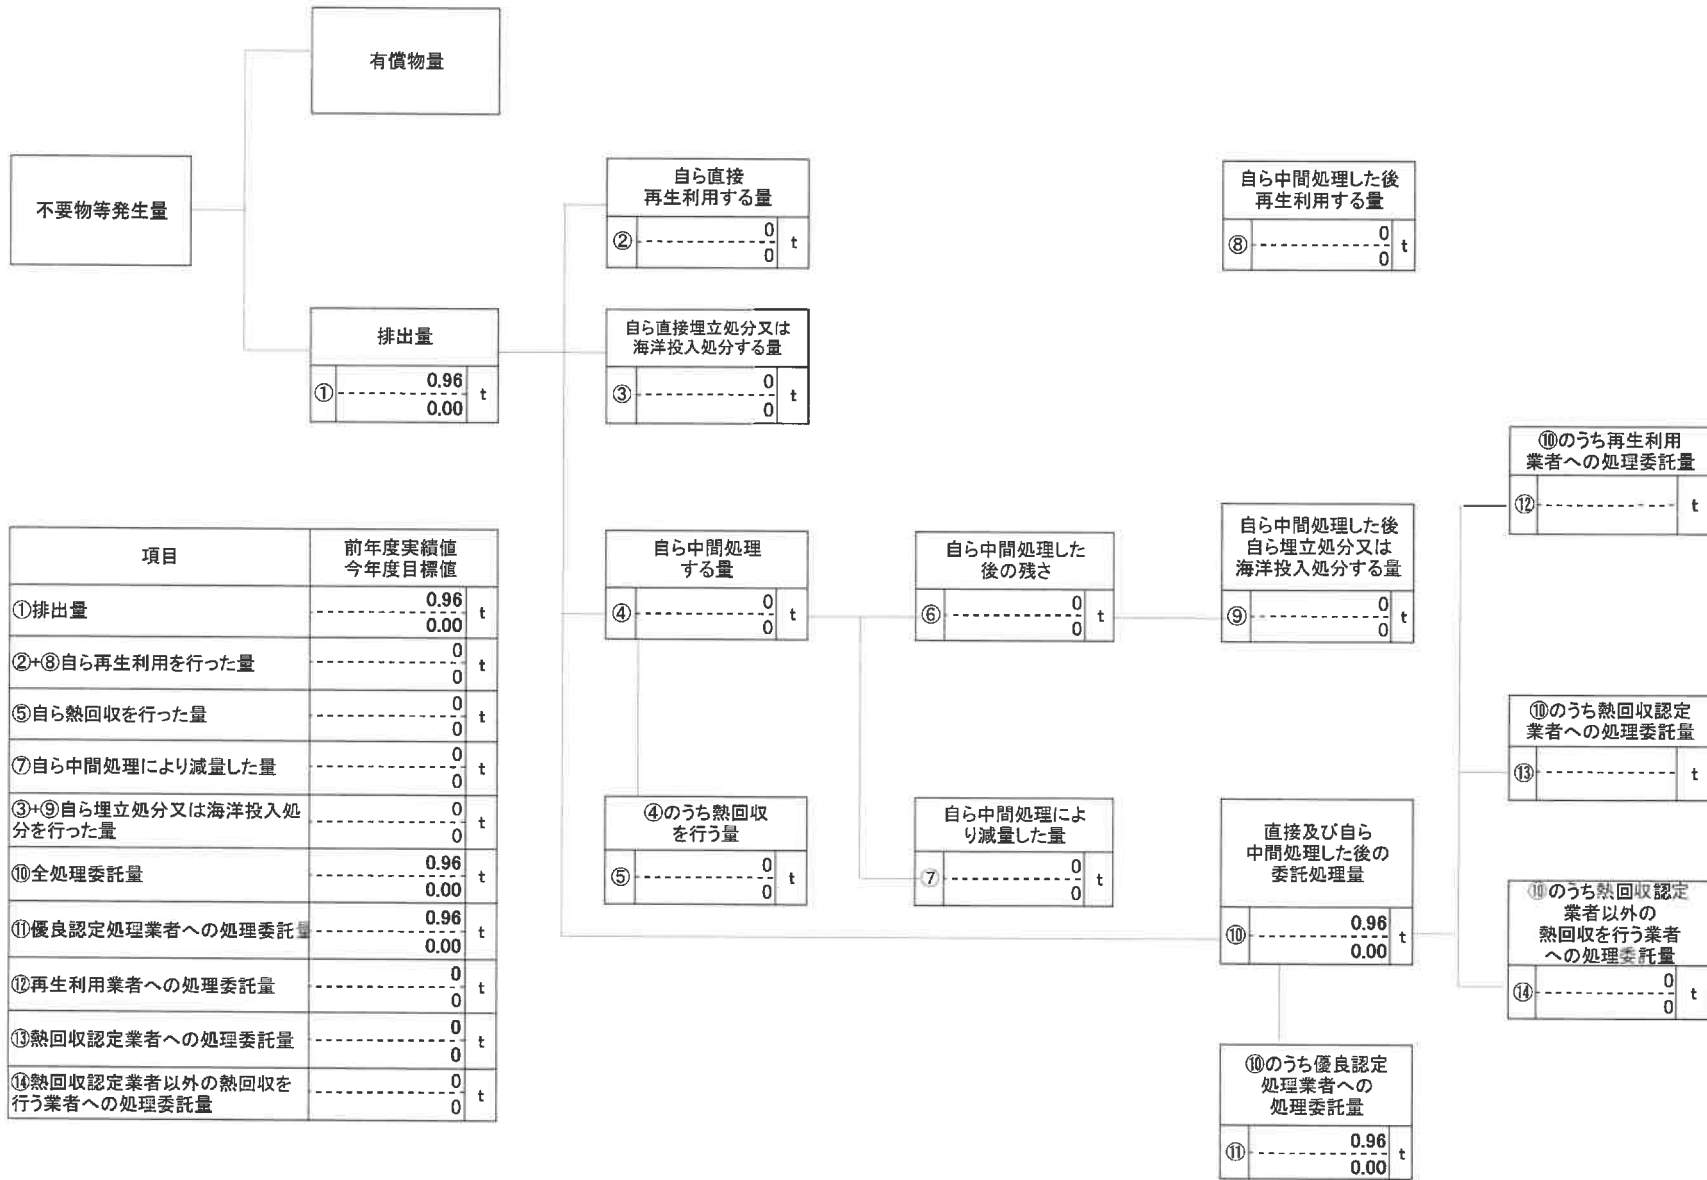 有償物量
不要物等発生量
自ら直接
再生利用する量
② 0 t
0
自ら中間処理した後
再生利用する量
⑧ 0 t
0
排出量
① 0.96 t
0.00
自ら直接埋立処分又は
海洋投入処分する量
③ 0 t
0
⑩のうち再生利用
業者への処理委託量
⑫ t
自ら中間処理
する量
④ 0 t
0
自ら中間処理した
後の残さ
⑥ 0 t
0
自ら中間処理した後
自ら埋立処分又は
海洋投入処分する量
⑨ 0 t
0
⑩のうち熱回収認定
業者への処理委託量
⑬ t
④のうち熱回収
を行う量
⑤ 0 t
0
自ら中間処理によ
り減量した量
⑦ 0 t
0
直接及び自ら
中間処理した後の
委託処理量
⑩ 0.96 t
0.00
⑩のうち熱回収認定
業者以外の
熱回収を行う業者
への処理委託量
⑭ 0 t
0
⑩のうち優良認定
処理業者への
処理委託量
⑪ 0.96 t
0.00
項目 前年度実績値
今年度目標値
①排出量 0.96 t
0.00
②+⑧自ら再生利用を行った量 0 t
0
⑤自ら熱回収を行った量 0 t
0
⑦自ら中間処理により減量した量 0 t
0
③+⑨自ら埋立処分又は海洋投入処
分を行った量 0 t
0
⑩全処理委託量 0.96 t
0.00
⑪優良認定処理業者への処理委託量 0.96 t
0.00
⑫再生利用業者への処理委託量 0 t
0
⑬熱回収認定業者への処理委託量 0 t
0
⑭熱回収認定業者以外の熱回収を
行う業者への処理委託量 0 t
0